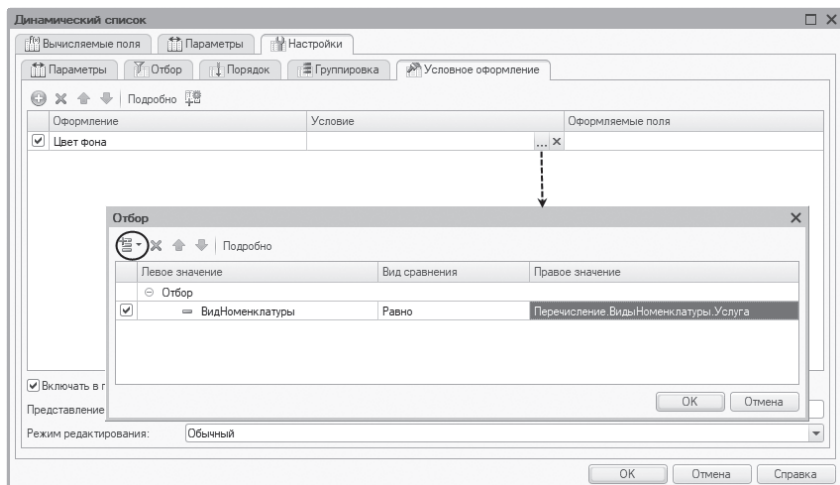 Динамический список
Вычисляемые поля Параметры Настройки
Параметры Отбор Порядок Группировка Условное оформление
Подробно
Оформление Условие Оформляемые поля
Цвет фона ... ×
Отбор
Подробно
Левое значение Вид сравнения Правое значение
Отбор
ВидНоменклатуры Равно Перечисление.ВидыНоменклатуры.Услуга
Включать в г
OK Отмена
Представление
Режим редактирования: Обычный
OK Отмена Справка